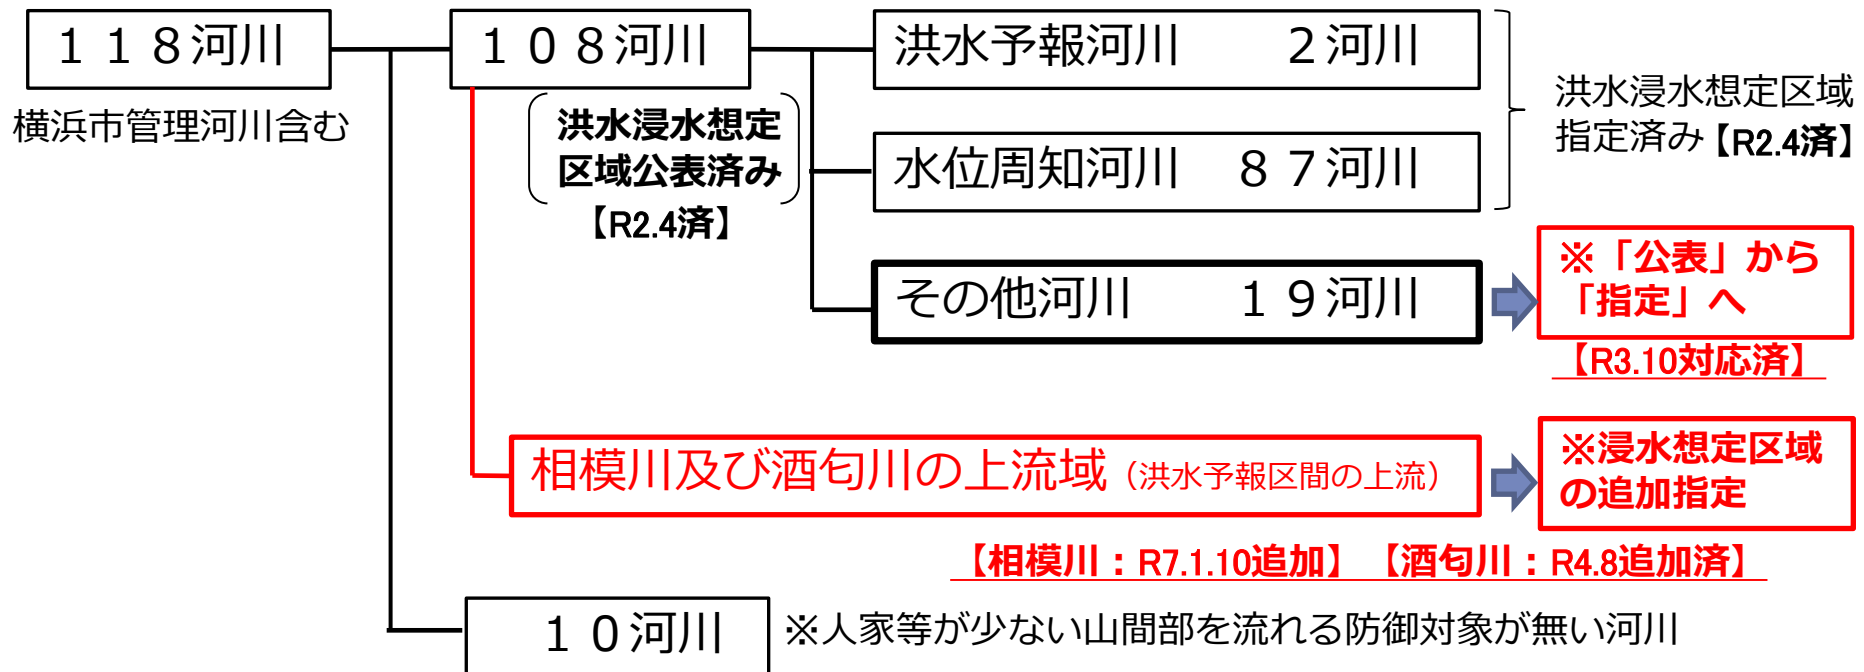 １１８河川
横浜市管理河川含む
１０８河川
洪水浸水想定
区域公表済み
【R2.4済】
洪水予報河川　　２河川
水位周知河川　８７河川
その他河川　　１９河川
洪水浸水想定区域
指定済み【R2.4済】
※「公表」から
「指定」へ
【R3.10対応済】
相模川及び酒匂川の上流域（洪水予報区間の上流）
※浸水想定区域
の追加指定
【相模川：R7.1.10追加】【酒匂川：R4.8追加済】
１０河川
※人家等が少ない山間部を流れる防御対象が無い河川